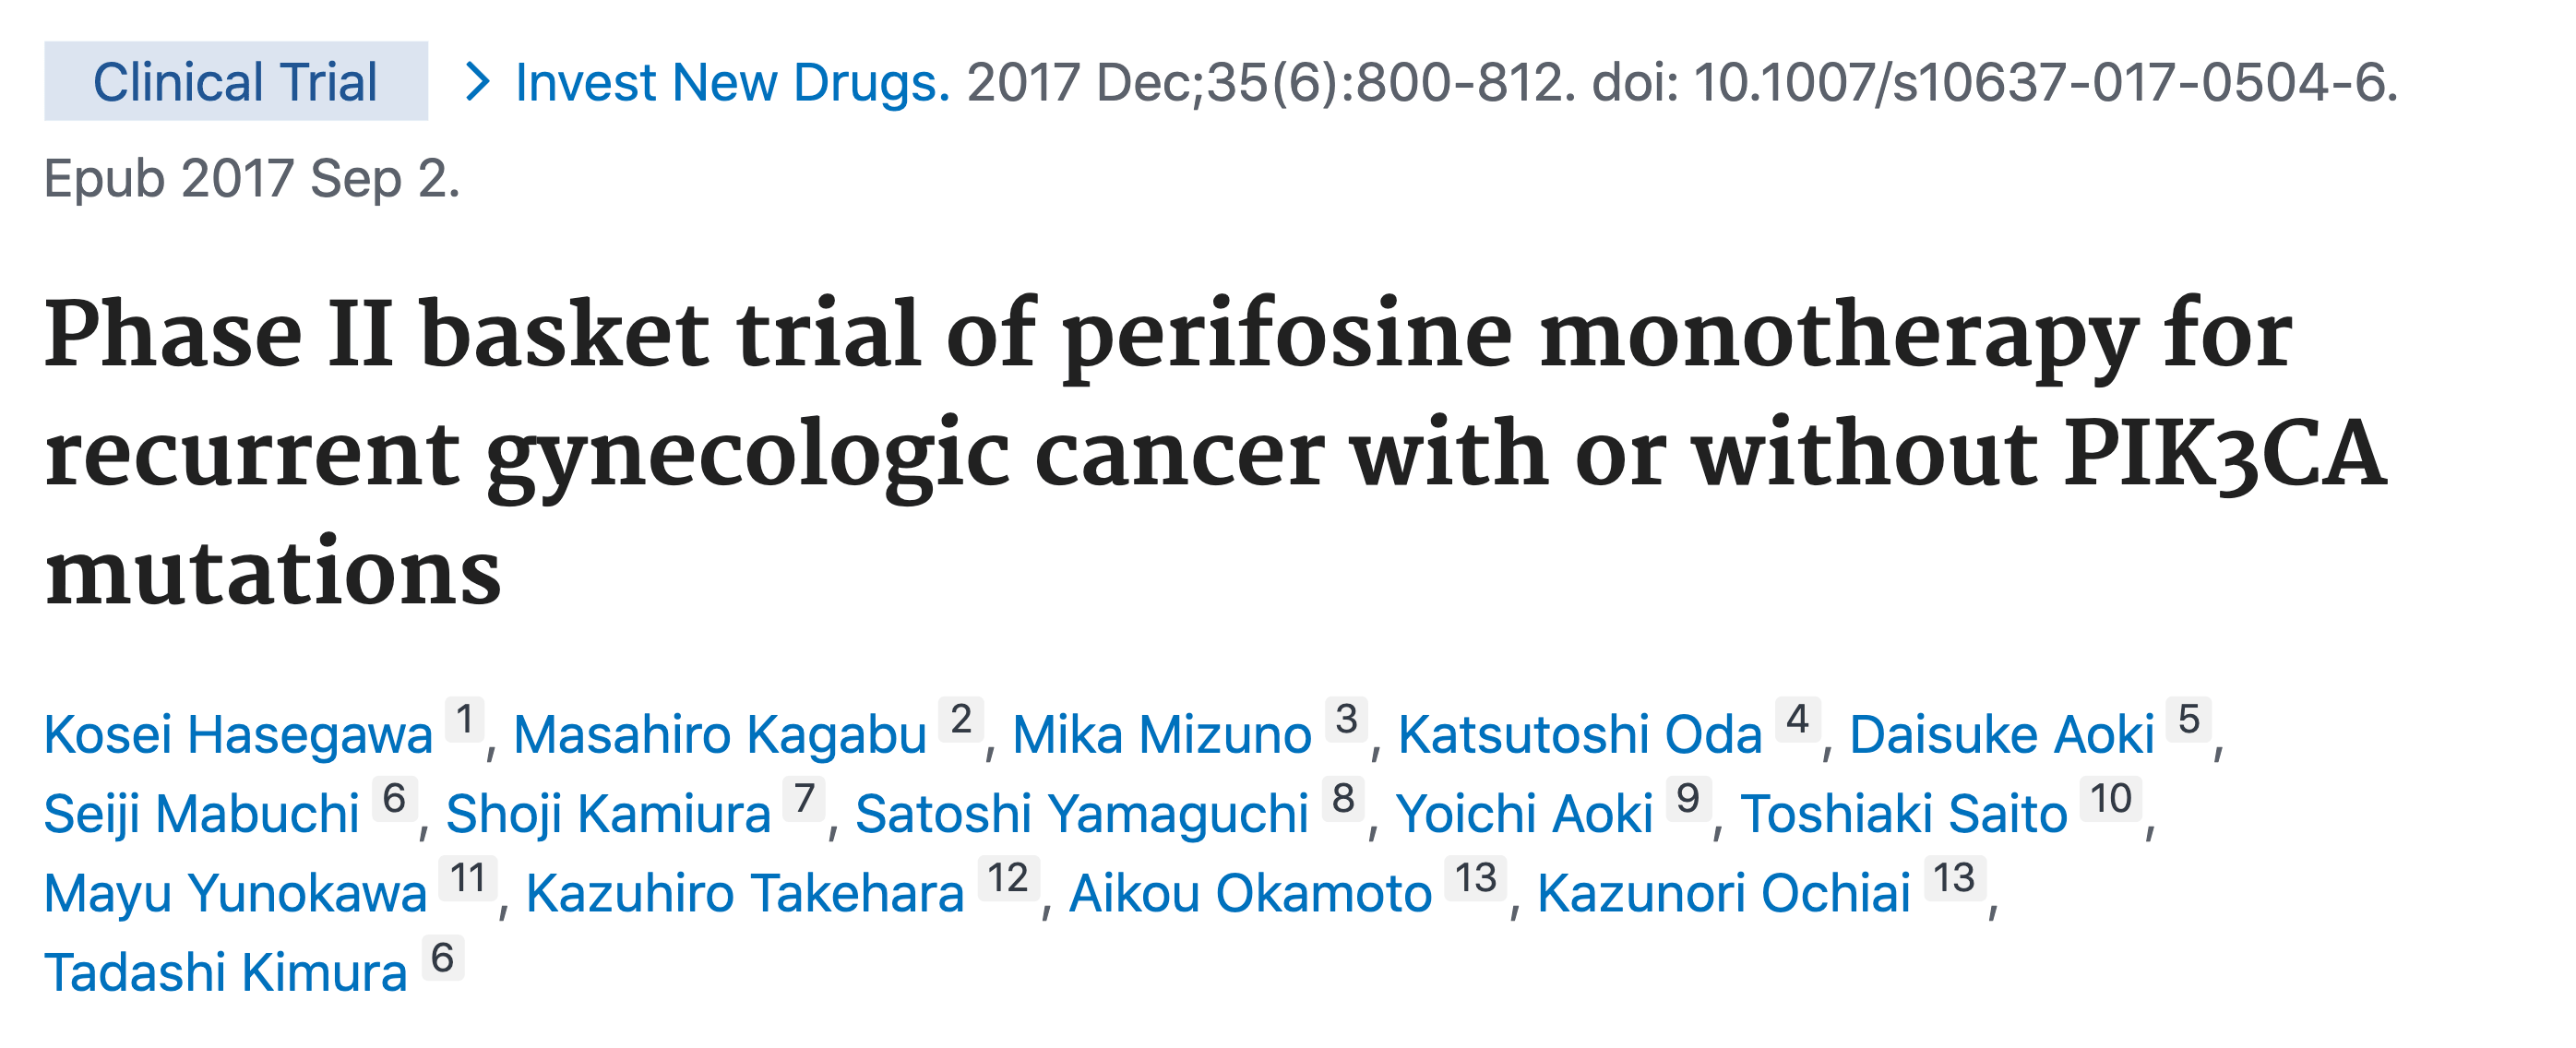 Clinical Trial > Invest New Drugs. 2017 Dec;35(6):800-812. doi: 10.1007/s10637-017-0504-6.
Epub 2017 Sep 2.
Phase II basket trial of perifosine monotherapy for
recurrent gynecologic cancer with or without PIK3CA
mutations
Kosei Hasegawa 1, Masahiro Kagabu 2, Mika Mizuno 3, Katsutoshi Oda 4, Daisuke Aoki 5,
Seiji Mabuchi 6, Shoji Kamiura 7, Satoshi Yamaguchi 8, Yoichi Aoki 9, Toshiaki Saito 10,
Mayu Yunokawa 11, Kazuhiro Takehara 12, Aikou Okamoto 13, Kazunori Ochiai 13,
Tadashi Kimura 6